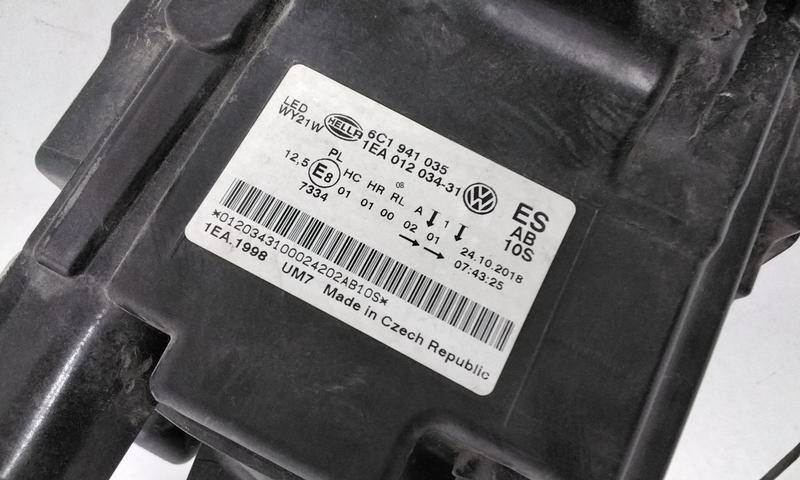 LED
WY21W
HELLA
6C1 941 035
1EA 012 034-31
VW
ES
AB
10S
PL
12,5
E8
7334
HC HR RL A 1
08
01 01 00 02 01
24.10.2018
07:43:25
*0120343100024202AB10S*
1EA.1998 UM7 Made in Czech Republic